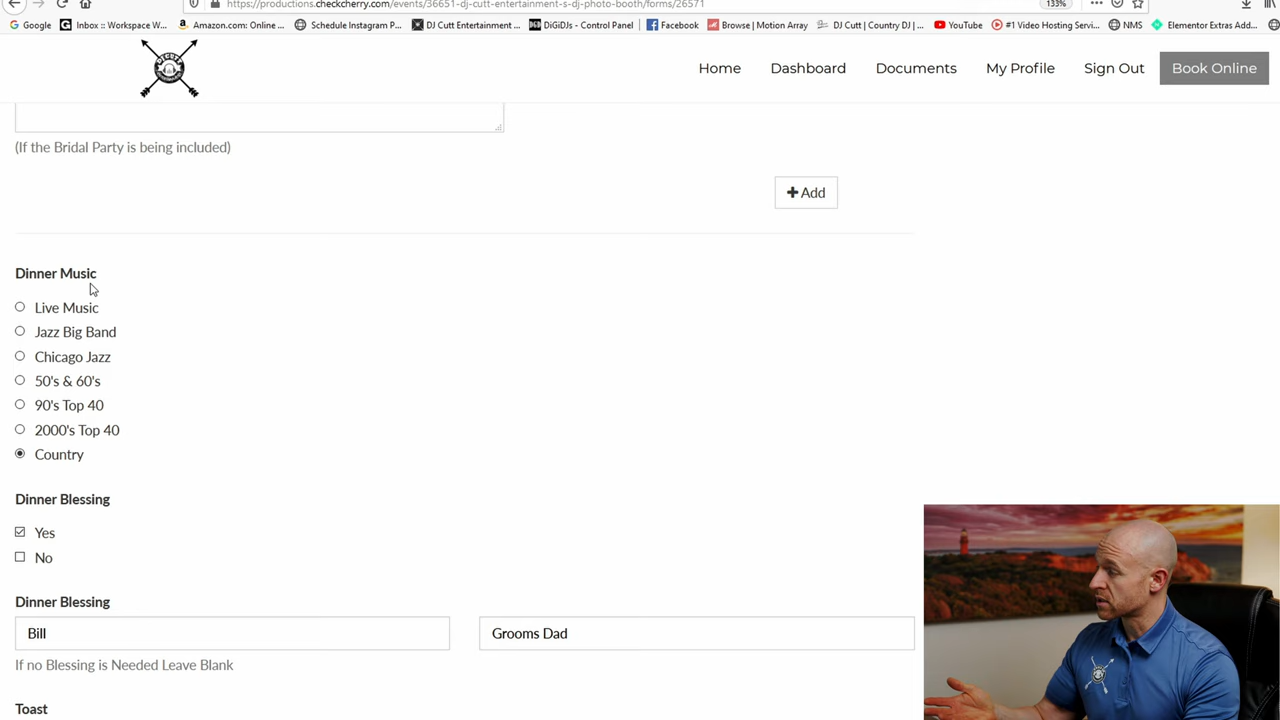 https://productions.checkcherry.com/events/36651-dj-cutt-entertainment-s-dj-photo-booth/forms/26571
133%
Google
Inbox :: Workspace W...
Amazon.com: Online ...
Schedule Instagram P...
DJ Cutt Entertainment ...
DiGiDJs - Control Panel
Facebook
Browse | Motion Array
DJ Cutt | Country DJ | ...
YouTube
#1 Video Hosting Serv...
NMS
Elementor Extras Add...
Home
Dashboard
Documents
My Profile
Sign Out
Book Online
(If the Bridal Party is being included)
+ Add
Dinner Music
Live Music
Jazz Big Band
Chicago Jazz
50's & 60's
90's Top 40
2000's Top 40
Country
Dinner Blessing
Yes
No
Dinner Blessing
Bill
Grooms Dad
If no Blessing is Needed Leave Blank
Toast